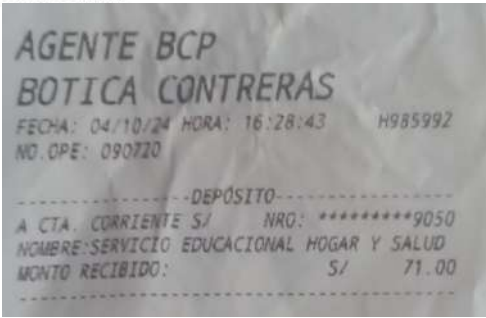 AGENTE BCP
BOTICA CONTRERAS
FECHA: 04/10/24 HORA: 16:28:43 H985992
NO.OPE: 090720
------------------DEPÓSITO------------------
A CTA. CORRIENTE S/ NRO: *********9050
NOMBRE:SERVICIO EDUCACIONAL HOGAR Y SALUD
MONTO RECIBIDO: S/ 71.00
--------------------------------------------